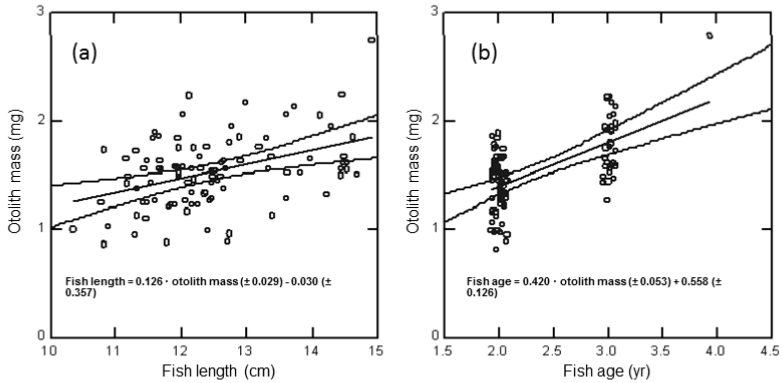 (a)
Otolith mass (mg)
3
2
1
0
Fish length = 0.126 · otolith mass (± 0.029) - 0.030 (±
0.357)
10 11 12 13 14 15
Fish length (cm)
(b)
Otolith mass (mg)
3
2
1
0
Fish age = 0.420 · otolith mass (± 0.053) + 0.558 (±
0.126)
1.5 2.0 2.5 3.0 3.5 4.0 4.5
Fish age (yr)